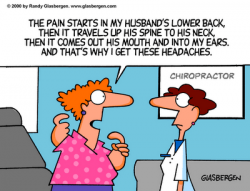 © 2000 by Randy Glasbergen. www.glasbergen.com
THE PAIN STARTS IN MY HUSBAND'S LOWER BACK,
THEN IT TRAVELS UP HIS SPINE TO HIS NECK,
THEN IT COMES OUT HIS MOUTH AND INTO MY EARS.
AND THAT'S WHY I GET THESE HEADACHES.
CHIROPRACTOR
GLASBERGEN